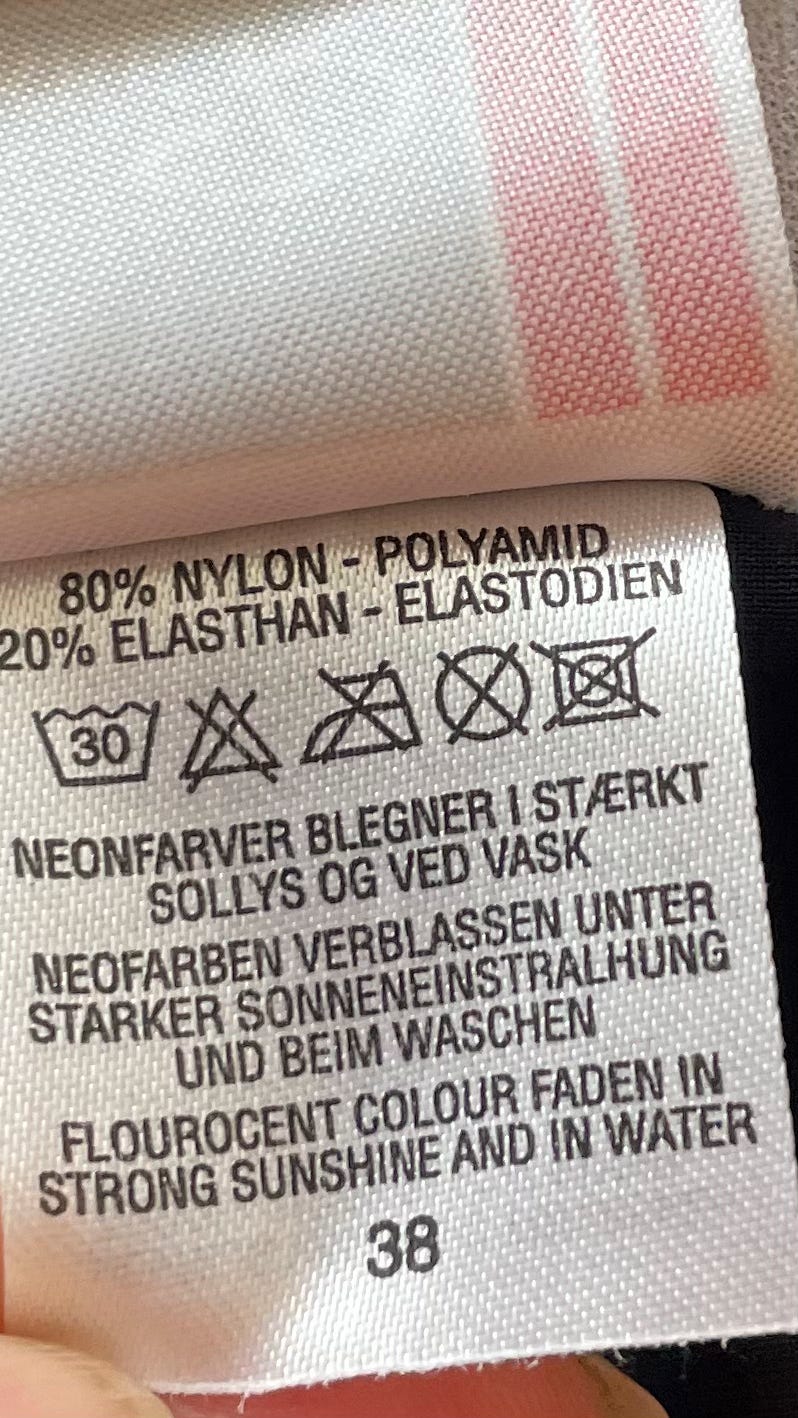 80% NYLON - POLYAMID
20% ELASTHAN - ELASTODIEN
30
NEONFARVER BLEGNER I STÆRKT
SOLLYS OG VED VASK
NEOFARBEN VERBLASSEN UNTER
STARKER SONNENEINSTRALHUNG
UND BEIM WASCHEN
FLOUROCENT COLOUR FADEN IN
STRONG SUNSHINE AND IN WATER
38